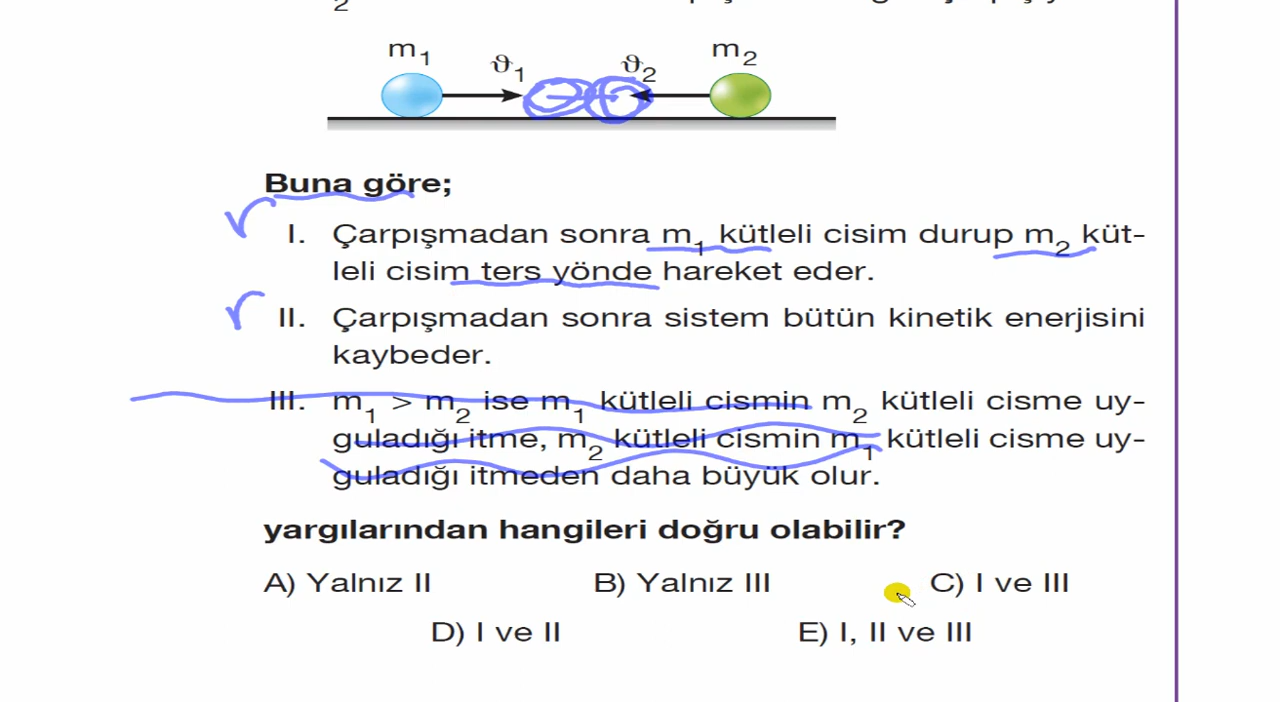 2
m1 ϑ1 ϑ2 m2
Buna göre;
I. Çarpışmadan sonra m1 kütleli cisim durup m2 küt-
leli cisim ters yönde hareket eder.
II. Çarpışmadan sonra sistem bütün kinetik enerjisini
kaybeder.
III. m1 > m2 ise m1 kütleli cismin m2 kütleli cisme uy-
guladığı itme, m2 kütleli cismin m1 kütleli cisme uy-
guladığı itmeden daha büyük olur.
yargılarından hangileri doğru olabilir?
A) Yalnız II B) Yalnız III C) I ve III
D) I ve II E) I, II ve III